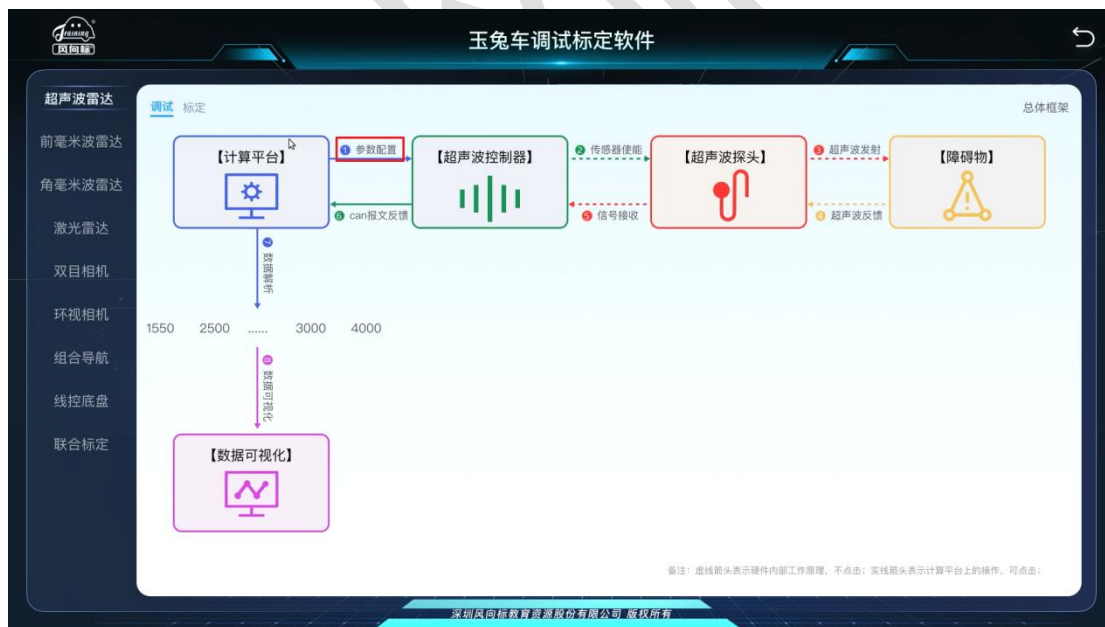 Training
风向标
玉兔车调试标定软件
超声波雷达
前毫米波雷达
角毫米波雷达
激光雷达
双目相机
环视相机
组合导航
线控底盘
联合标定
调试 标定
总体框架
【计算平台】
1 参数配置
【超声波控制器】
2 传感器使能
【超声波探头】
3 超声波发射
【障碍物】
6 can报文反馈
5 信号接收
4 超声波反馈
7 数据解析
1550 2500 ...... 3000 4000
8 数据可视化
【数据可视化】
备注：虚线箭头表示硬件内部工作原理，不点击；实线箭头表示计算平台上的操作，可点击；
深圳风向标教育资源股份有限公司 版权所有